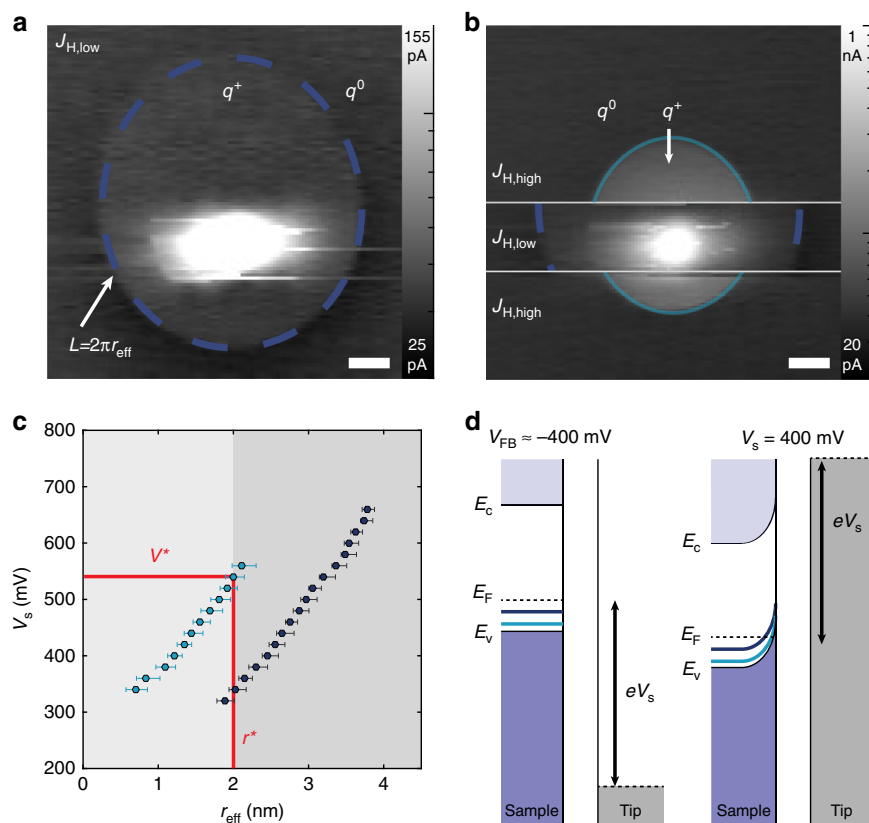 a
J_H,low
155
pA
q⁺
q⁰
L=2πr_eff
25
pA
b
1
nA
q⁰
q⁺
J_H,high
J_H,low
J_H,high
20
pA
c
800
700
600
500
400
300
200
V_s (mV)
V*
r*
0
1
2
3
4
r_eff (nm)
d
V_FB ≈ –400 mV
V_s = 400 mV
E_c
E_F
E_v
eV_s
Sample
Tip
E_c
E_F
E_v
eV_s
Sample
Tip